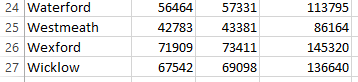 24 Waterford 56464 57331 113795
25 Westmeath 42783 43381 86164
26 Wexford 71909 73411 145320
27 Wicklow 67542 69098 136640